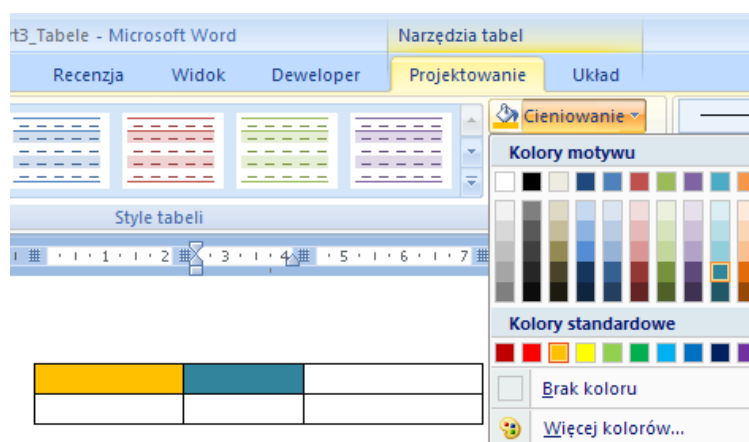 rt3_Tabele - Microsoft Word Narzędzia tabel
Recenzja Widok Deweloper Projektowanie Układ
Cieniowanie
Kolory motywu
Style tabeli
1 2 3 4 5 6 7
Kolory standardowe
Brak koloru
Więcej kolorów...